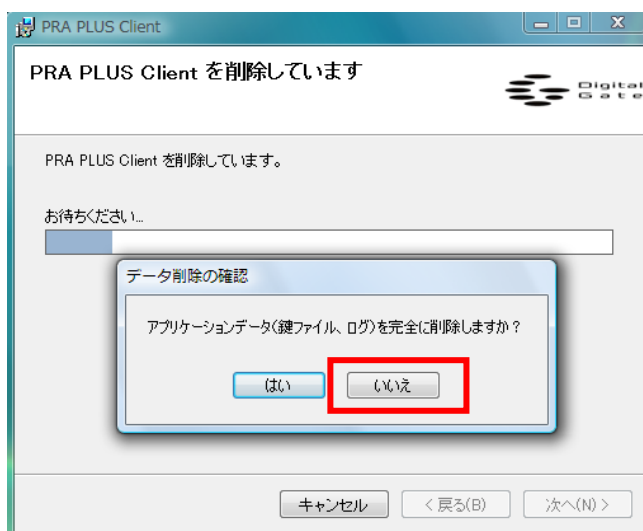 PRA PLUS Client
PRA PLUS Client を削除しています
Digital
Gate
PRA PLUS Client を削除しています。
お待ちください...
データ削除の確認
アプリケーションデータ(鍵ファイル、ログ)を完全に削除しますか？
はい
いいえ
キャンセル
< 戻る(B)
次へ(N) >